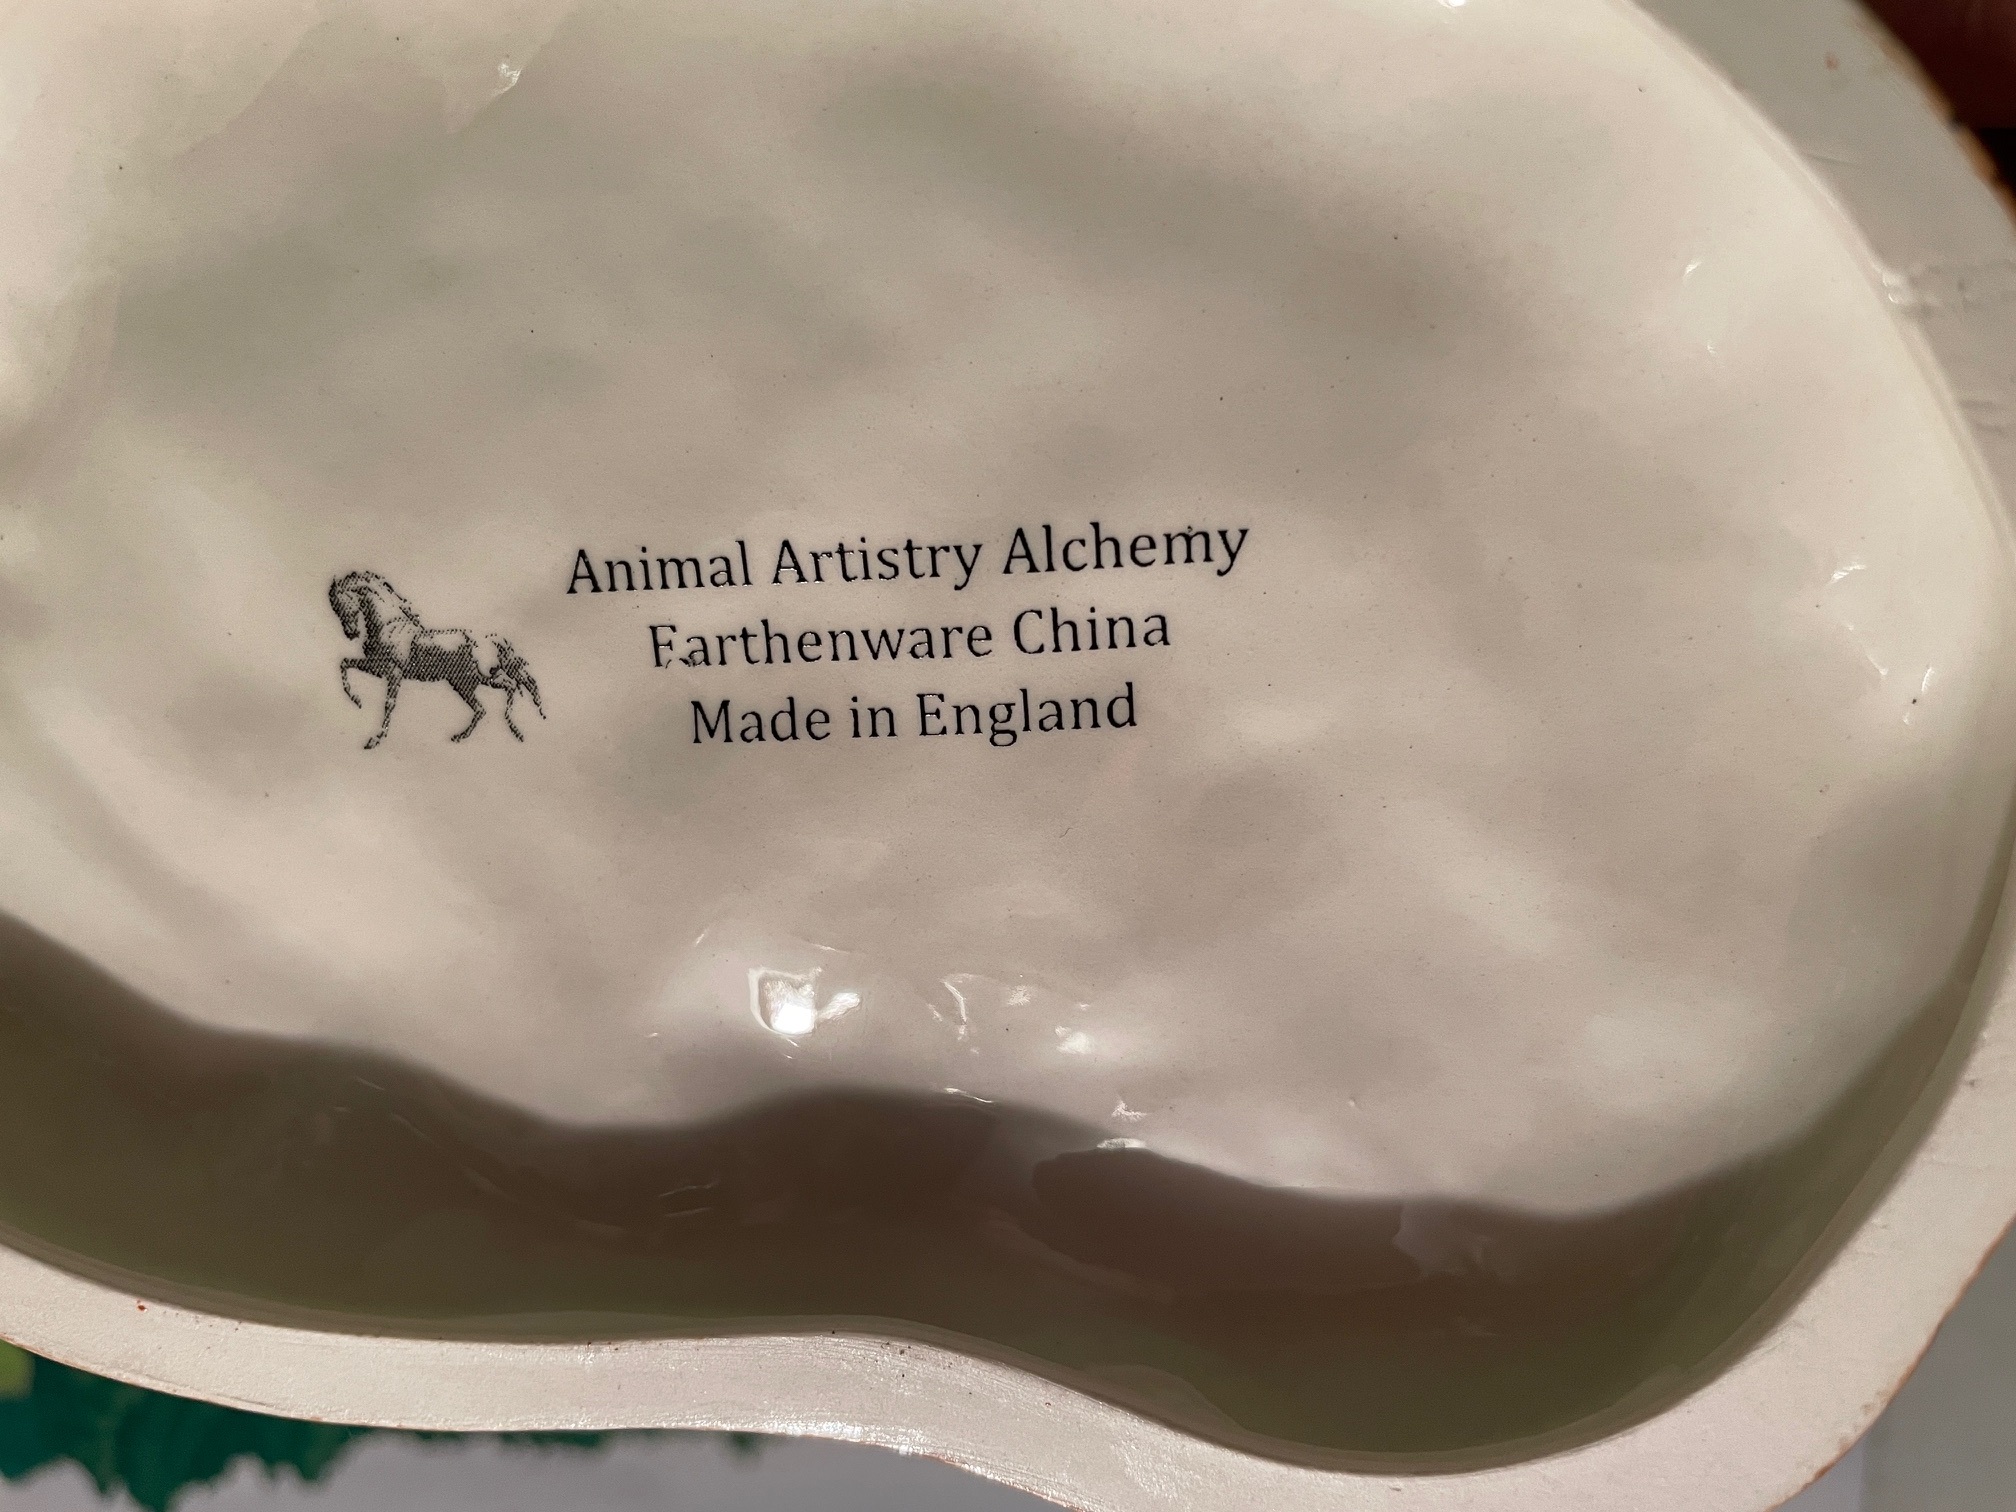 Animal Artistry Alchemy
Earthenware China
Made in England